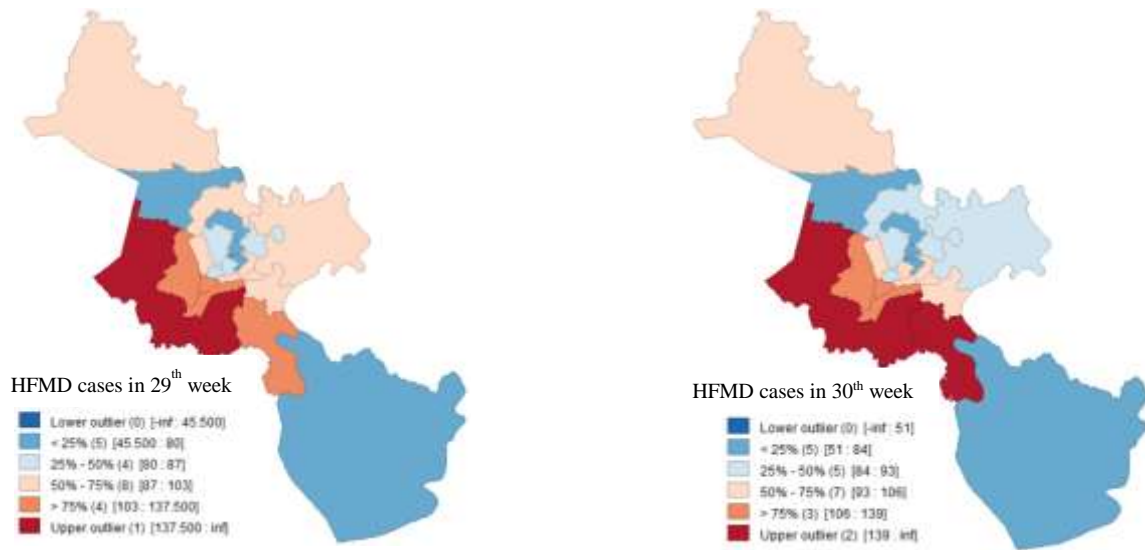 HFMD cases in 29th week
Lower outlier (0) [-inf : 45.500]
< 25% (5) [45.500 : 80]
25% - 50% (4) [80 : 87]
50% - 75% (8) [87 : 103]
> 75% (4) [103 : 137.500]
Upper outlier (1) [137.500 : inf]
HFMD cases in 30th week
Lower outlier (0) [-inf : 51]
< 25% (5) [51 : 84]
25% - 50% (5) [84 : 93]
50% - 75% (7) [93 : 106]
> 75% (3) [106 : 139]
Upper outlier (2) [139 : inf]